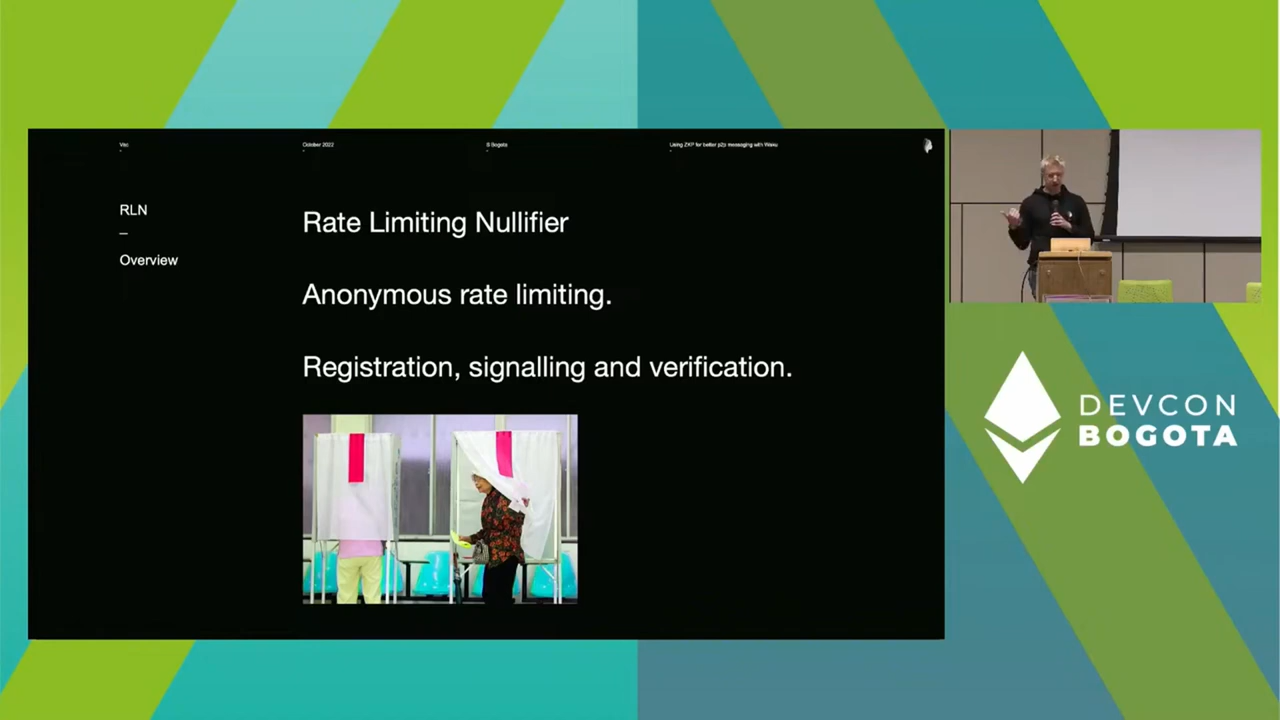 Vac
October 2022
S Bogota
Using ZKP for better p2p messaging with Waku
RLN
–
Overview
Rate Limiting Nullifier
Anonymous rate limiting.
Registration, signalling and verification.
DEVCON
BOGOTA